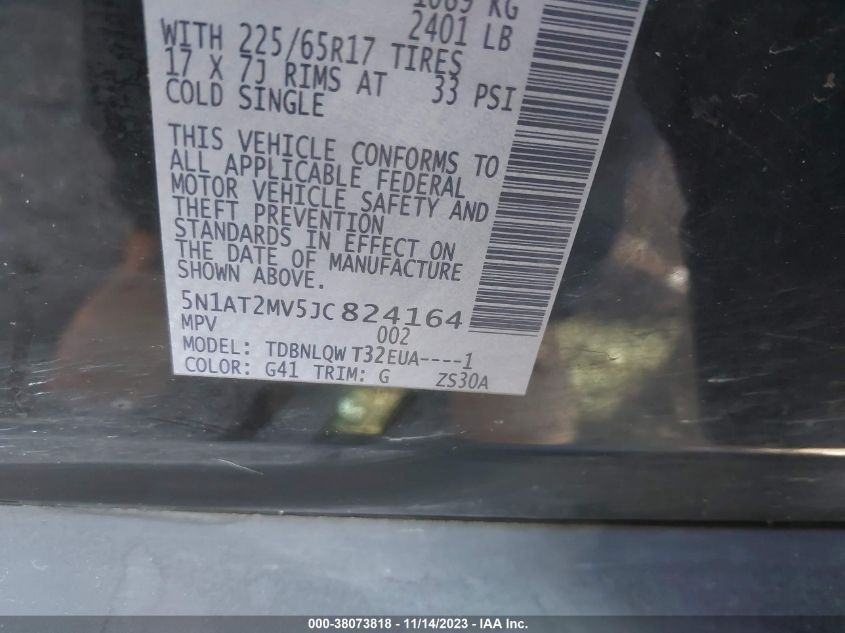 KG
2401 LB
WITH 225/65R17 TIRES
17 X 7J RIMS AT 33 PSI
COLD SINGLE
THIS VEHICLE CONFORMS TO
ALL APPLICABLE FEDERAL
MOTOR VEHICLE SAFETY AND
THEFT PREVENTION
STANDARDS IN EFFECT ON
THE DATE OF MANUFACTURE
SHOWN ABOVE.
5N1AT2MV5JC824164
MPV 002
MODEL: TDBNLQW T32EUA----1
COLOR: G41 TRIM: G ZS30A
000-38073818 - 11/14/2023 - IAA Inc.